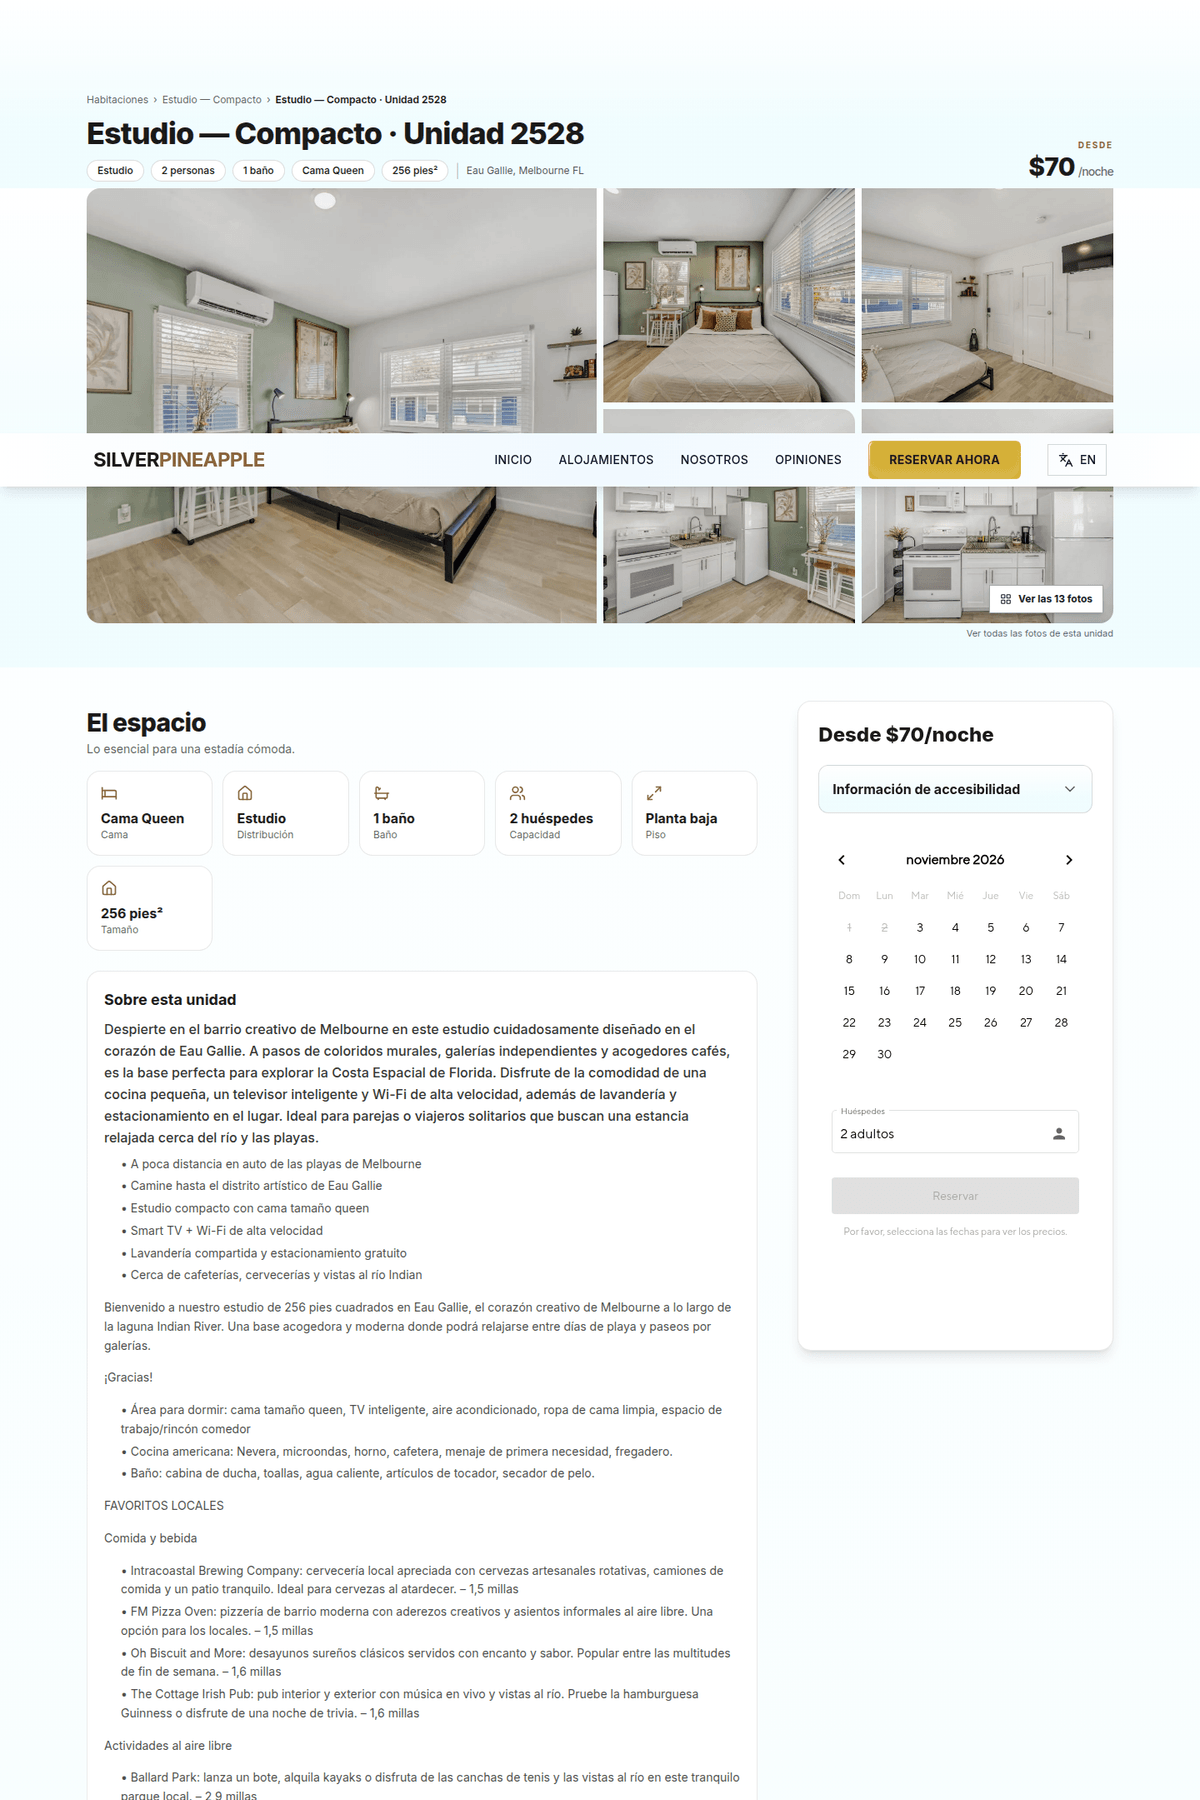 Habitaciones › Estudio — Compacto › Estudio — Compacto · Unidad 2528
Estudio — Compacto · Unidad 2528
Estudio
2 personas
1 baño
Cama Queen
256 pies²
Eau Gallie, Melbourne FL
DESDE
$70 /noche
SILVERPINEAPPLE
INICIO
ALOJAMIENTOS
NOSOTROS
OPINIONES
RESERVAR AHORA
EN
Ver las 13 fotos
Ver todas las fotos de esta unidad
El espacio
Lo esencial para una estadía cómoda.
Cama Queen
Cama
Estudio
Distribución
1 baño
Baño
2 huéspedes
Capacidad
Planta baja
Piso
256 pies²
Tamaño
Sobre esta unidad
Despierte en el barrio creativo de Melbourne en este estudio cuidadosamente diseñado en el
corazón de Eau Gallie. A pasos de coloridos murales, galerías independientes y acogedores cafés,
es la base perfecta para explorar la Costa Espacial de Florida. Disfrute de la comodidad de una
cocina pequeña, un televisor inteligente y Wi-Fi de alta velocidad, además de lavandería y
estacionamiento en el lugar. Ideal para parejas o viajeros solitarios que buscan una estancia
relajada cerca del río y las playas.
• A poca distancia en auto de las playas de Melbourne
• Camine hasta el distrito artístico de Eau Gallie
• Estudio compacto con cama tamaño queen
• Smart TV + Wi-Fi de alta velocidad
• Lavandería compartida y estacionamiento gratuito
• Cerca de cafeterías, cervecerías y vistas al río Indian
Bienvenido a nuestro estudio de 256 pies cuadrados en Eau Gallie, el corazón creativo de Melbourne a lo largo de
la laguna Indian River. Una base acogedora y moderna donde podrá relajarse entre días de playa y paseos por
galerías.
¡Gracias!
• Área para dormir: cama tamaño queen, TV inteligente, aire acondicionado, ropa de cama limpia, espacio de
trabajo/rincón comedor
• Cocina americana: Nevera, microondas, horno, cafetera, menaje de primera necesidad, fregadero.
• Baño: cabina de ducha, toallas, agua caliente, artículos de tocador, secador de pelo.
FAVORITOS LOCALES
Comida y bebida
• Intracoastal Brewing Company: cervecería local apreciada con cervezas artesanales rotativas, camiones de
comida y un patio tranquilo. Ideal para cervezas al atardecer. – 1,5 millas
• FM Pizza Oven: pizzería de barrio moderna con aderezos creativos y asientos informales al aire libre. Una
opción para los locales. – 1,5 millas
• Oh Biscuit and More: desayunos sureños clásicos servidos con encanto y sabor. Popular entre las multitudes
de fin de semana. – 1,6 millas
• The Cottage Irish Pub: pub interior y exterior con música en vivo y vistas al río. Pruebe la hamburguesa
Guinness o disfrute de una noche de trivia. – 1,6 millas
Actividades al aire libre
• Ballard Park: lanza un bote, alquila kayaks o disfruta de las canchas de tenis y las vistas al río en este tranquilo
parque local. – 2,9 millas
Desde $70/noche
Información de accesibilidad
noviembre 2026
Dom Lun Mar Mié Jue Vie Sáb
1 2 3 4 5 6 7
8 9 10 11 12 13 14
15 16 17 18 19 20 21
22 23 24 25 26 27 28
29 30
Huéspedes
2 adultos
Reservar
Por favor, selecciona las fechas para ver los precios.